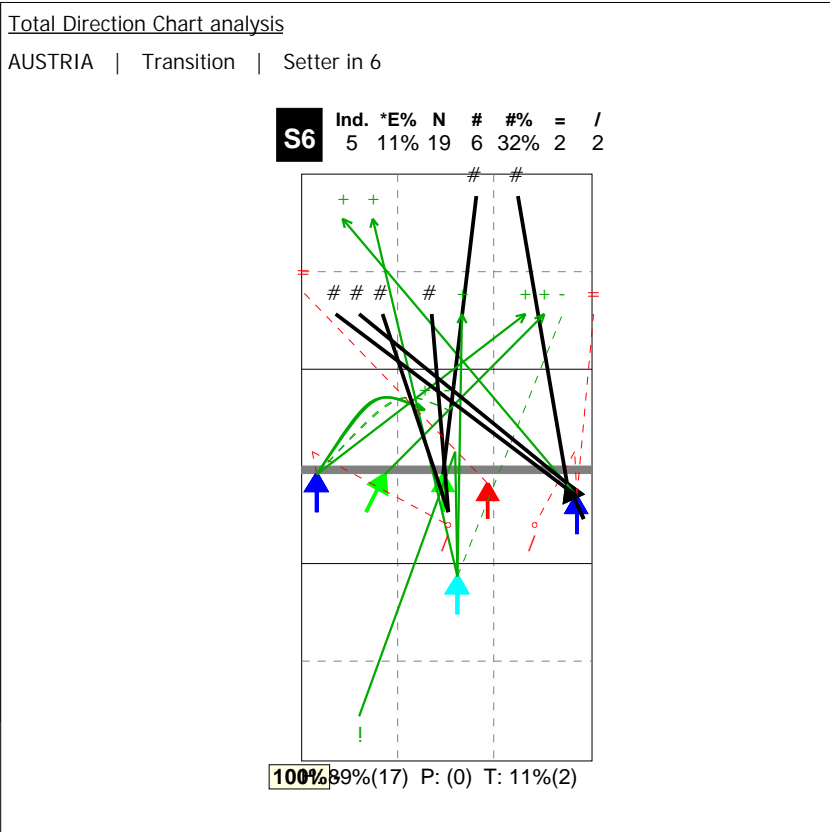 Total Direction Chart analysis
AUSTRIA | Transition | Setter in 6
S6 Ind. *E% N # #% = /
5 11% 19 6 32% 2 2
# #
+ +
=
# # # # + + + - =
+
/ /
!
100% 89%(17) P: (0) T: 11%(2)